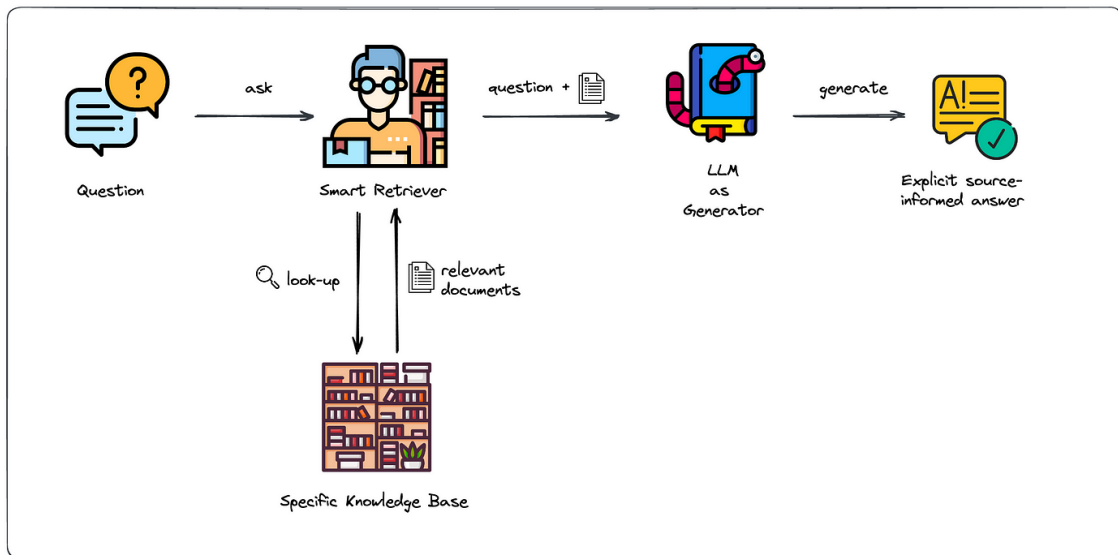 ?
ask
question +
generate
A!
Question
Smart Retriever
LLM
as
Generator
Explicit source-
informed answer
look-up
relevant
documents
Specific Knowledge Base